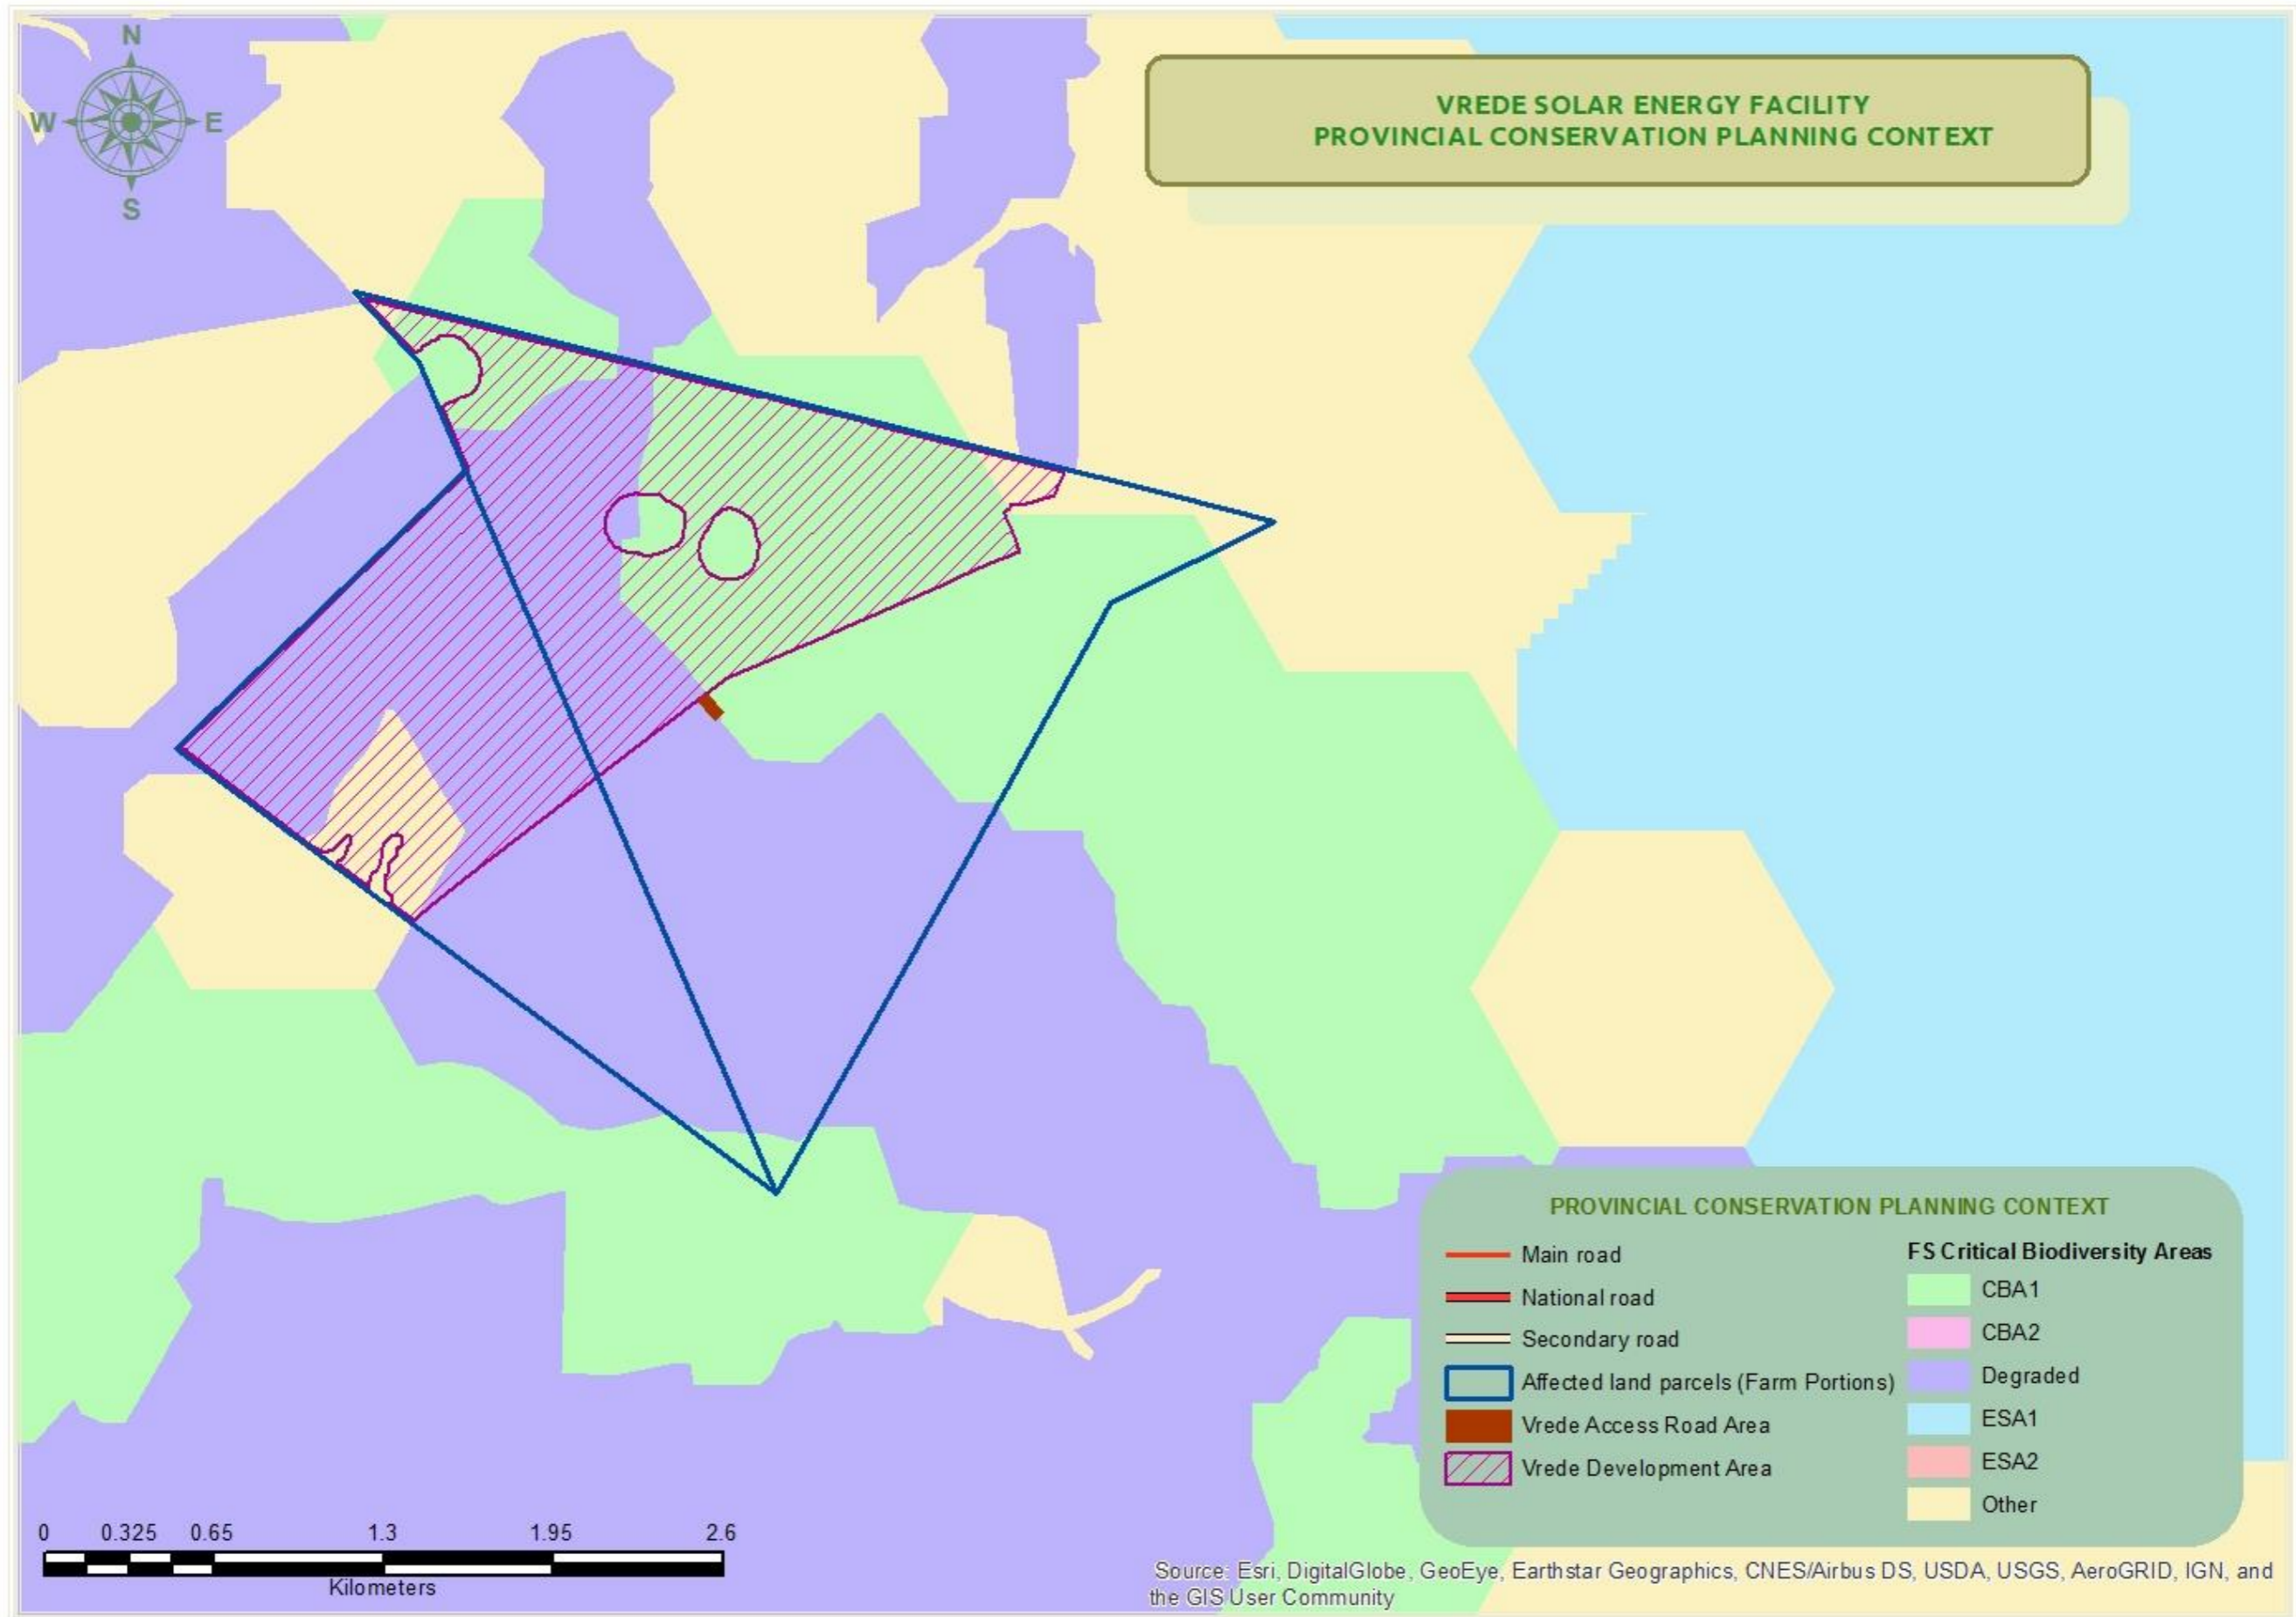 N
W
E
S
VREDE SOLAR ENERGY FACILITY
PROVINCIAL CONSERVATION PLANNING CONTEXT
PROVINCIAL CONSERVATION PLANNING CONTEXT
Main road
National road
Secondary road
Affected land parcels (Farm Portions)
Vrede Access Road Area
Vrede Development Area
FS Critical Biodiversity Areas
CBA1
CBA2
Degraded
ESA1
ESA2
Other
0 0.325 0.65 1.3 1.95 2.6
Kilometers
Source: Esri, DigitalGlobe, GeoEye, Earthstar Geographics, CNES/Airbus DS, USDA, USGS, AeroGRID, IGN, and
the GIS User Community